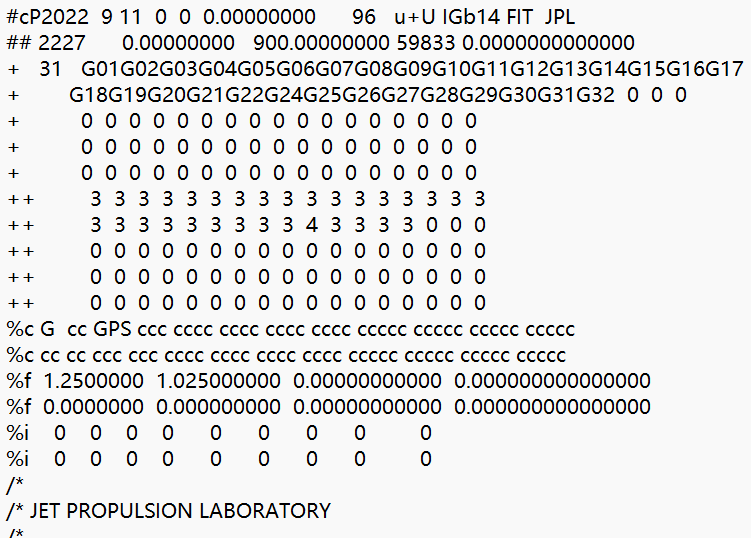 #cP2022  9 11  0  0  0.00000000      96   u+U IGb14 FIT  JPL
## 2227      0.00000000   900.00000000 59833 0.0000000000000
+   31   G01G02G03G04G05G06G07G08G09G10G11G12G13G14G15G16G17
+        G18G19G20G21G22G24G25G26G27G28G29G30G31G32  0  0  0
+          0  0  0  0  0  0  0  0  0  0  0  0  0  0  0  0  0
+          0  0  0  0  0  0  0  0  0  0  0  0  0  0  0  0  0
+          0  0  0  0  0  0  0  0  0  0  0  0  0  0  0  0  0
++         3  3  3  3  3  3  3  3  3  3  3  3  3  3  3  3  3
++         3  3  3  3  3  3  3  3  3  4  3  3  3  3  0  0  0
++         0  0  0  0  0  0  0  0  0  0  0  0  0  0  0  0  0
++         0  0  0  0  0  0  0  0  0  0  0  0  0  0  0  0  0
++         0  0  0  0  0  0  0  0  0  0  0  0  0  0  0  0  0
%c G  cc GPS ccc cccc cccc cccc cccc ccccc ccccc ccccc ccccc
%c cc cc ccc ccc cccc cccc cccc cccc ccccc ccccc ccccc ccccc
%f  1.2500000  1.025000000  0.00000000000  0.000000000000000
%f  0.0000000  0.000000000  0.00000000000  0.000000000000000
%i    0    0    0    0      0      0      0      0         0
%i    0    0    0    0      0      0      0      0         0
/*
/* JET PROPULSION LABORATORY
/*